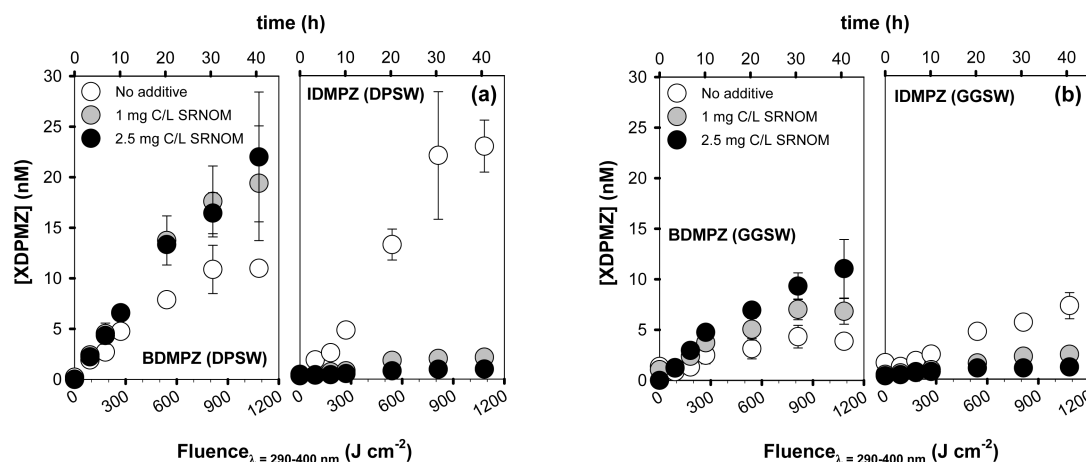 time (h)
0 10 20 30 40 0 10 20 30 40
30
25
20
15
10
5
0
[XDPMZ] (nM)
No additive
1 mg C/L SRNOM
2.5 mg C/L SRNOM
BDMPZ (DPSW)
IDMPZ (DPSW)
(a)
0 300 600 900 1200 0 300 600 900 1200
Fluence λ = 290-400 nm (J cm-2)
time (h)
0 10 20 30 40 0 10 20 30 40
30
25
20
15
10
5
0
[XDPMZ] (nM)
No additive
1 mg C/L SRNOM
2.5 mg C/L SRNOM
BDMPZ (GGSW)
IDMPZ (GGSW)
(b)
0 300 600 900 1200 0 300 600 900 1200
Fluence λ = 290-400 nm (J cm-2)